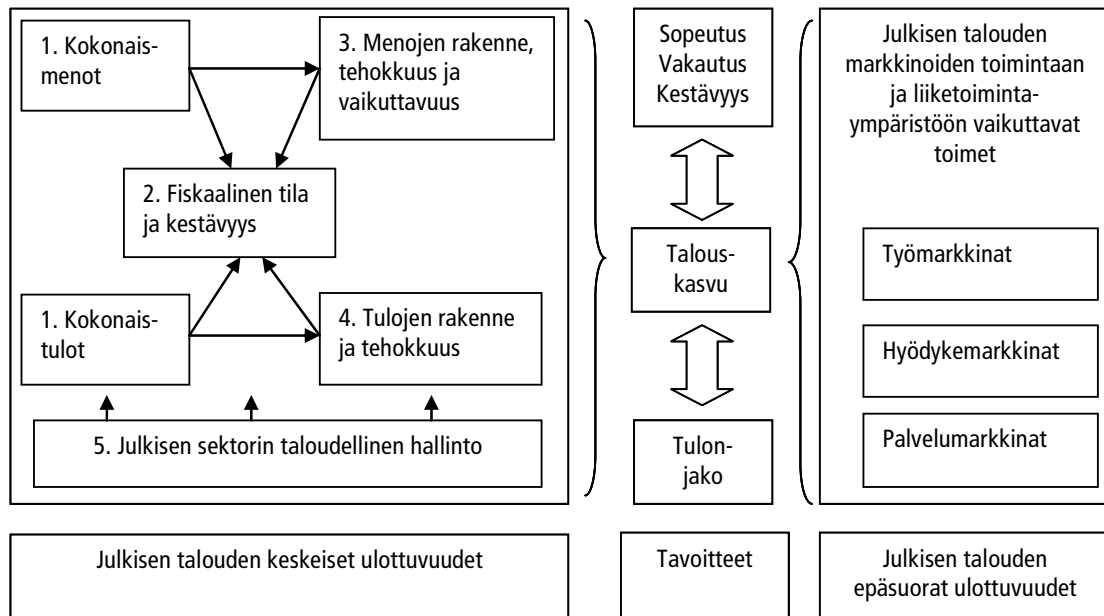 1. Kokonais-
menot
3. Menojen rakenne,
tehokkuus ja
vaikuttavuus
2. Fiskaalinen tila
ja kestävyys
1. Kokonais-
tulot
4. Tulojen rakenne
ja tehokkuus
5. Julkisen sektorin taloudellinen hallinto
Julkisen talouden keskeiset ulottuvuudet
Sopeutus
Vakautus
Kestävyys
Talous-
kasvu
Tulon-
jako
Tavoitteet
Julkisen talouden
markkinoiden toimintaan
ja liiketoiminta-
ympäristöön vaikuttavat
toimet
Työmarkkinat
Hyödykemarkkinat
Palvelumarkkinat
Julkisen talouden
epäsuorat ulottuvuudet